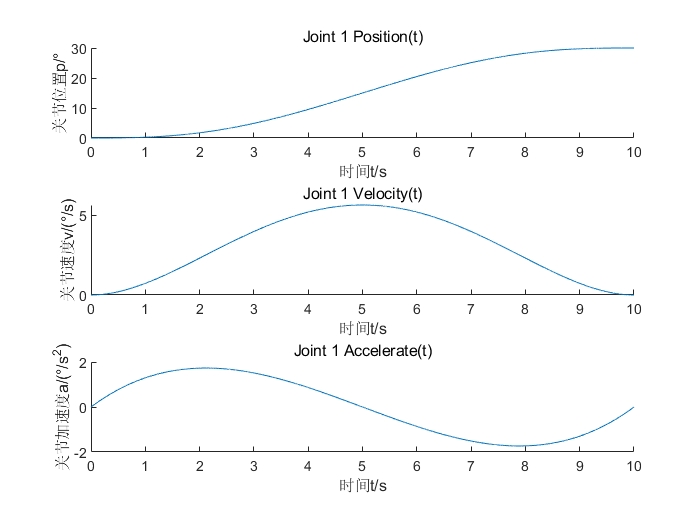 Joint 1 Position(t)
关节位置p/°
30
20
10
0
0 1 2 3 4 5 6 7 8 9 10
时间t/s
Joint 1 Velocity(t)
关节速度v/(°/s)
5
0
0 1 2 3 4 5 6 7 8 9 10
时间t/s
Joint 1 Accelerate(t)
关节加速度a/(°/s²)
2
0
-2
0 1 2 3 4 5 6 7 8 9 10
时间t/s